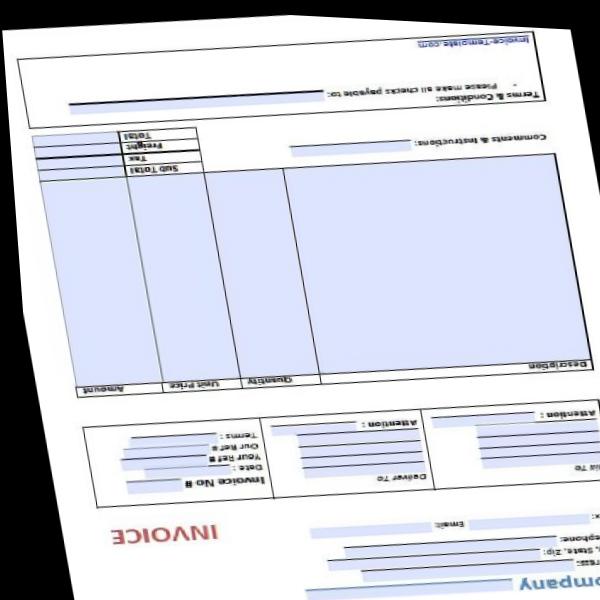 ompany
ress:
, State, Zip:
ephone:
x: Email:
INVOICE
To Deliver To Invoice No #
Date :
Your Ref #
Our Ref #
Terms :
Attention : Attention :
Description Quantity Unit Price Amount
Sub Total
Tax
Freight
Total
Comments & Instructions:
Terms & Conditions:
- Please make all checks payable to:
Invoice-Template.com